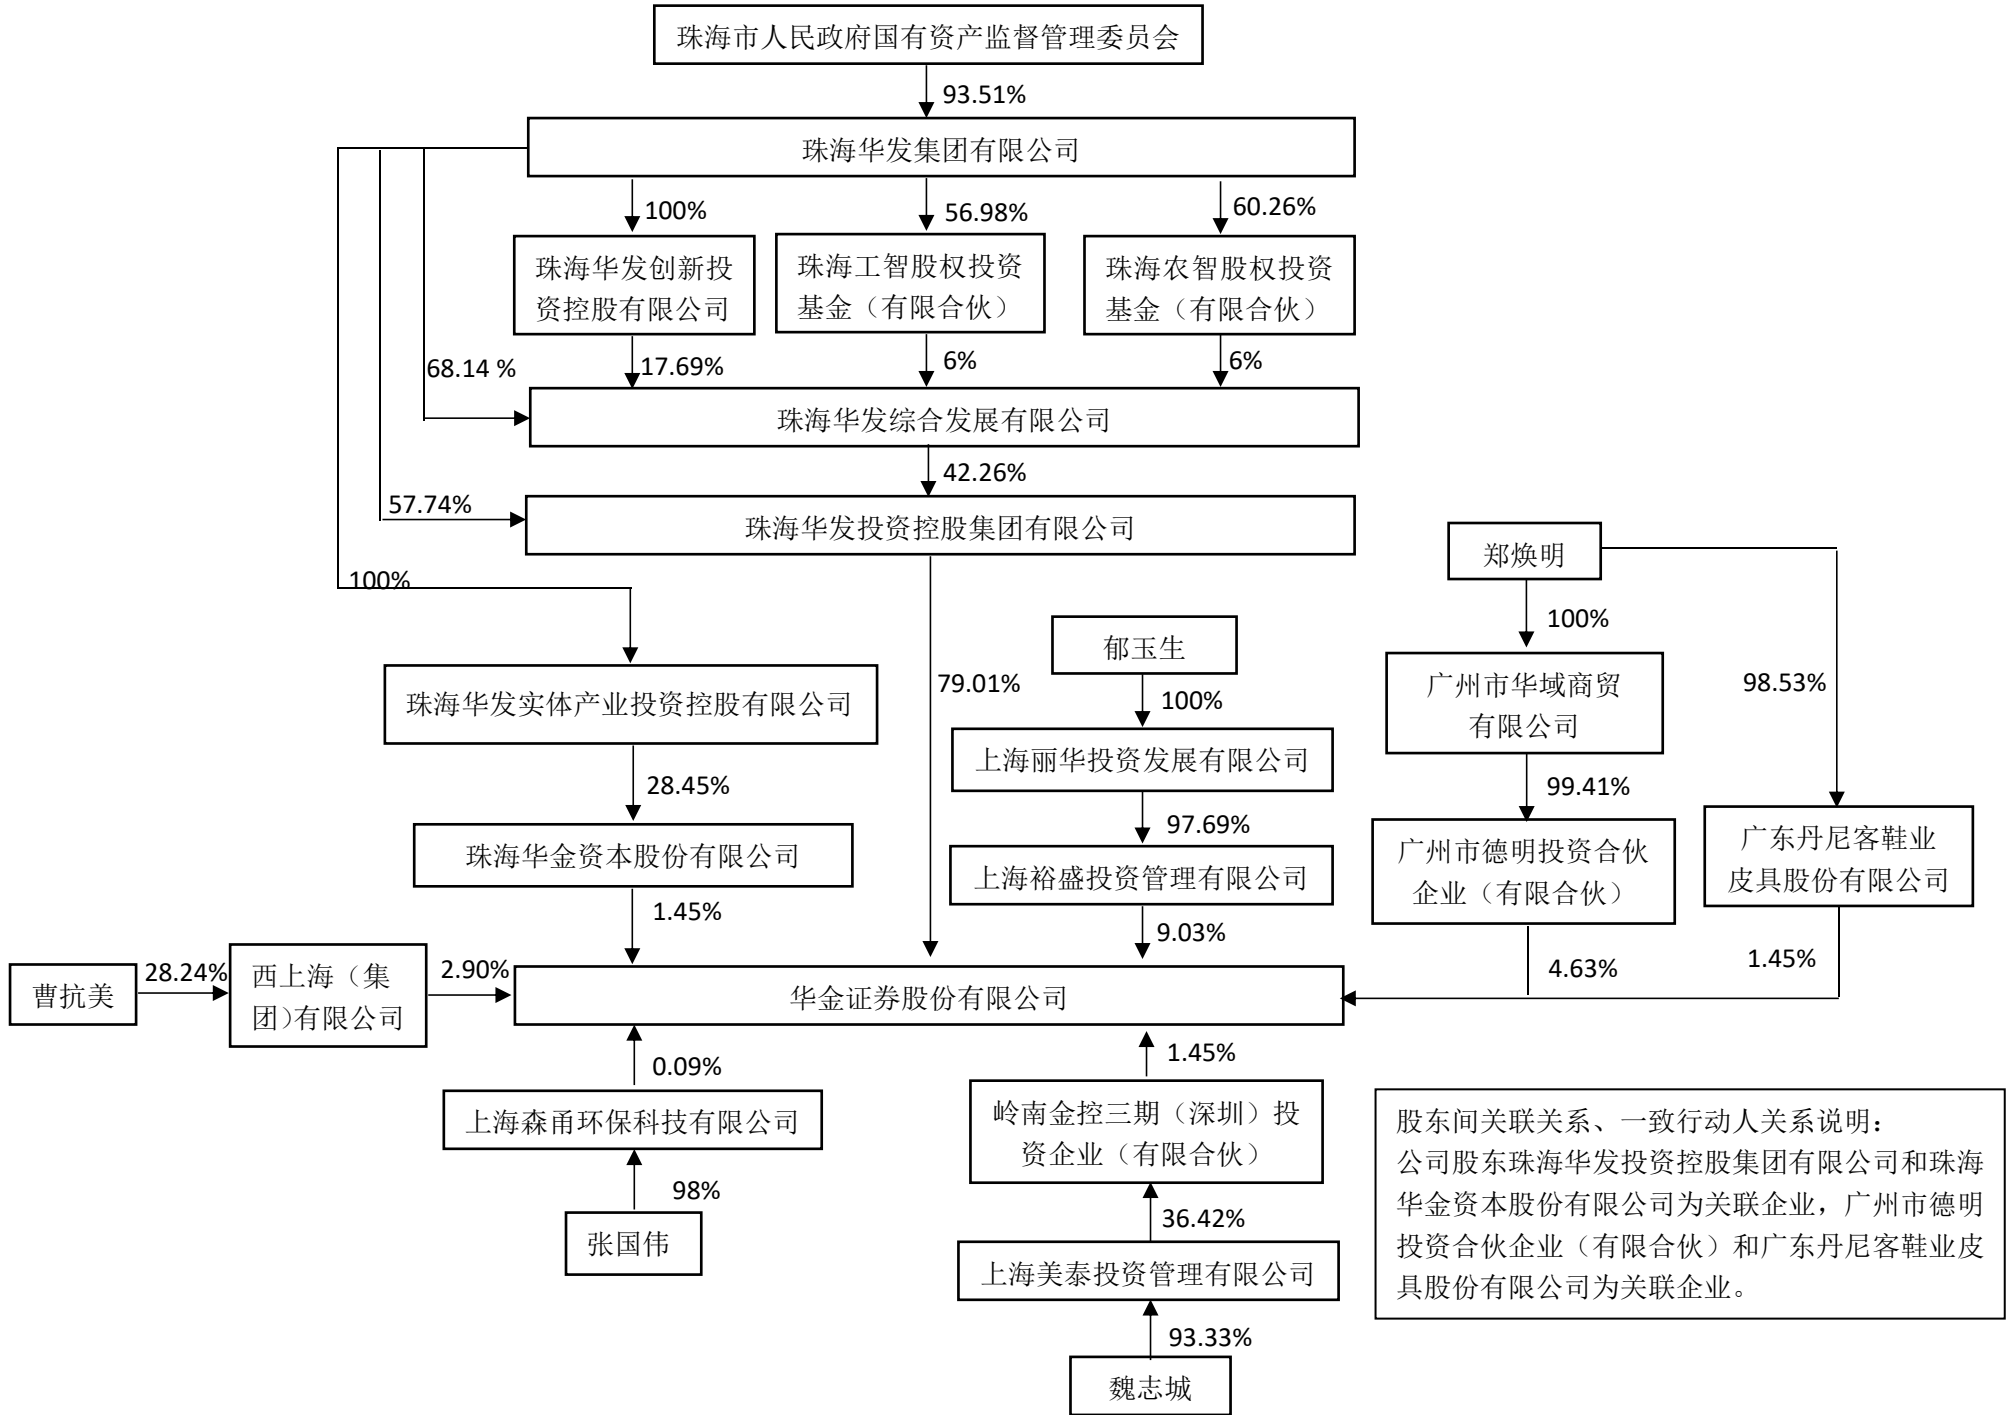 珠海市人民政府国有资产监督管理委员会
93.51%
珠海华发集团有限公司
100%
56.98%
60.26%
珠海华发创新投
资控股有限公司
珠海工智股权投资
基金（有限合伙）
珠海农智股权投资
基金（有限合伙）
68.14 %
17.69%
6%
6%
珠海华发综合发展有限公司
42.26%
57.74%
珠海华发投资控股集团有限公司
郑焕明
100%
100%
郁玉生
79.01%
98.53%
珠海华发实体产业投资控股有限公司
100%
广州市华域商贸
有限公司
上海丽华投资发展有限公司
28.45%
99.41%
97.69%
珠海华金资本股份有限公司
上海裕盛投资管理有限公司
广州市德明投资合伙
企业（有限合伙）
广东丹尼客鞋业
皮具股份有限公司
1.45%
9.03%
4.63%
1.45%
曹抗美
28.24%
西上海（集
团）有限公司
2.90%
华金证券股份有限公司
0.09%
1.45%
上海森甬环保科技有限公司
岭南金控三期（深圳）投
资企业（有限合伙）
98%
36.42%
张国伟
上海美泰投资管理有限公司
93.33%
魏志城
股东间关联关系、一致行动人关系说明：
公司股东珠海华发投资控股集团有限公司和珠海
华金资本股份有限公司为关联企业，广州市德明
投资合伙企业（有限合伙）和广东丹尼客鞋业皮
具股份有限公司为关联企业。